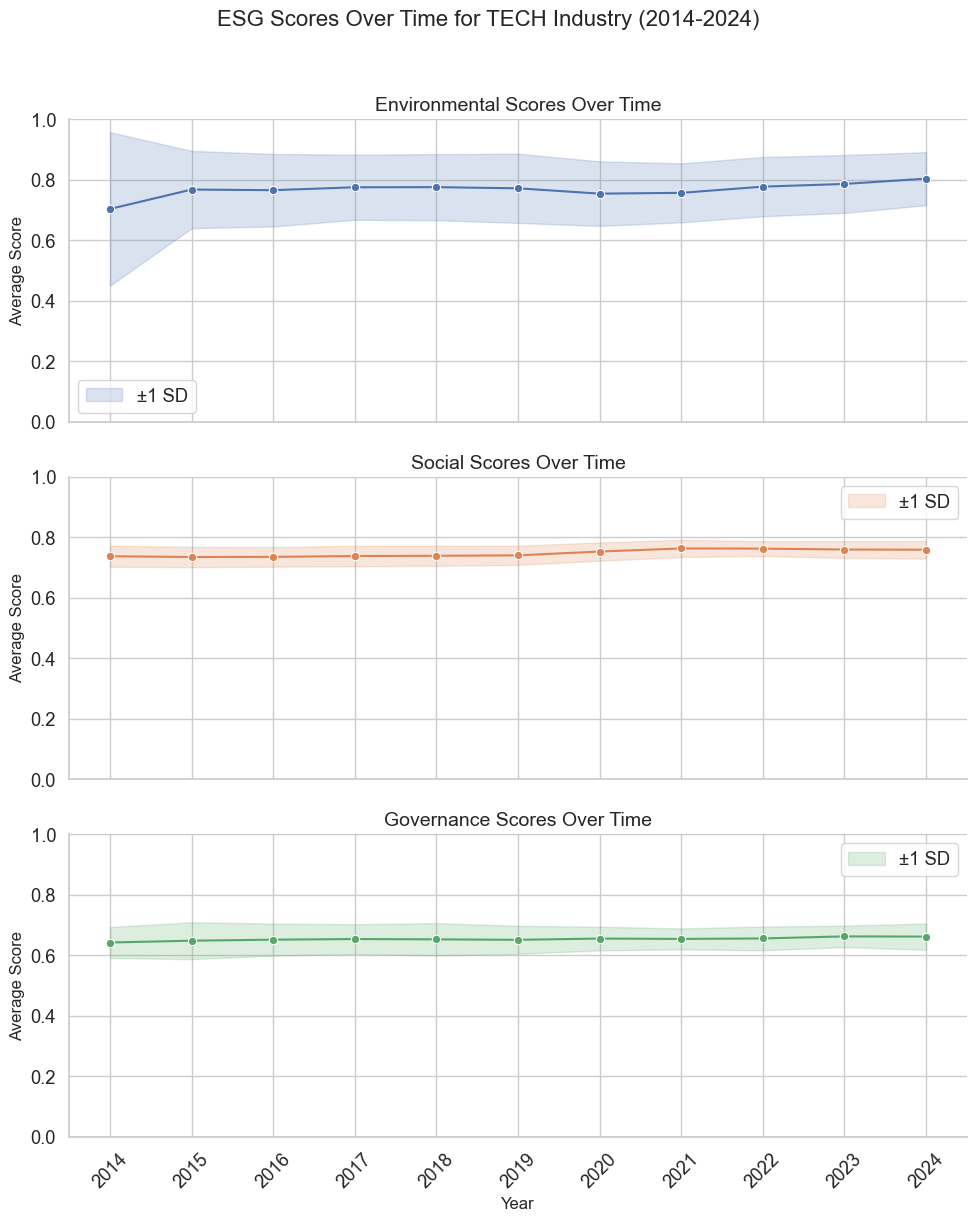 ESG Scores Over Time for TECH Industry (2014-2024)
Environmental Scores Over Time
1.0
0.8
0.6
0.4
0.2
0.0
Average Score
±1 SD
Social Scores Over Time
1.0
0.8
0.6
0.4
0.2
0.0
Average Score
±1 SD
Governance Scores Over Time
1.0
0.8
0.6
0.4
0.2
0.0
Average Score
±1 SD
2014 2015 2016 2017 2018 2019 2020 2021 2022 2023 2024
Year